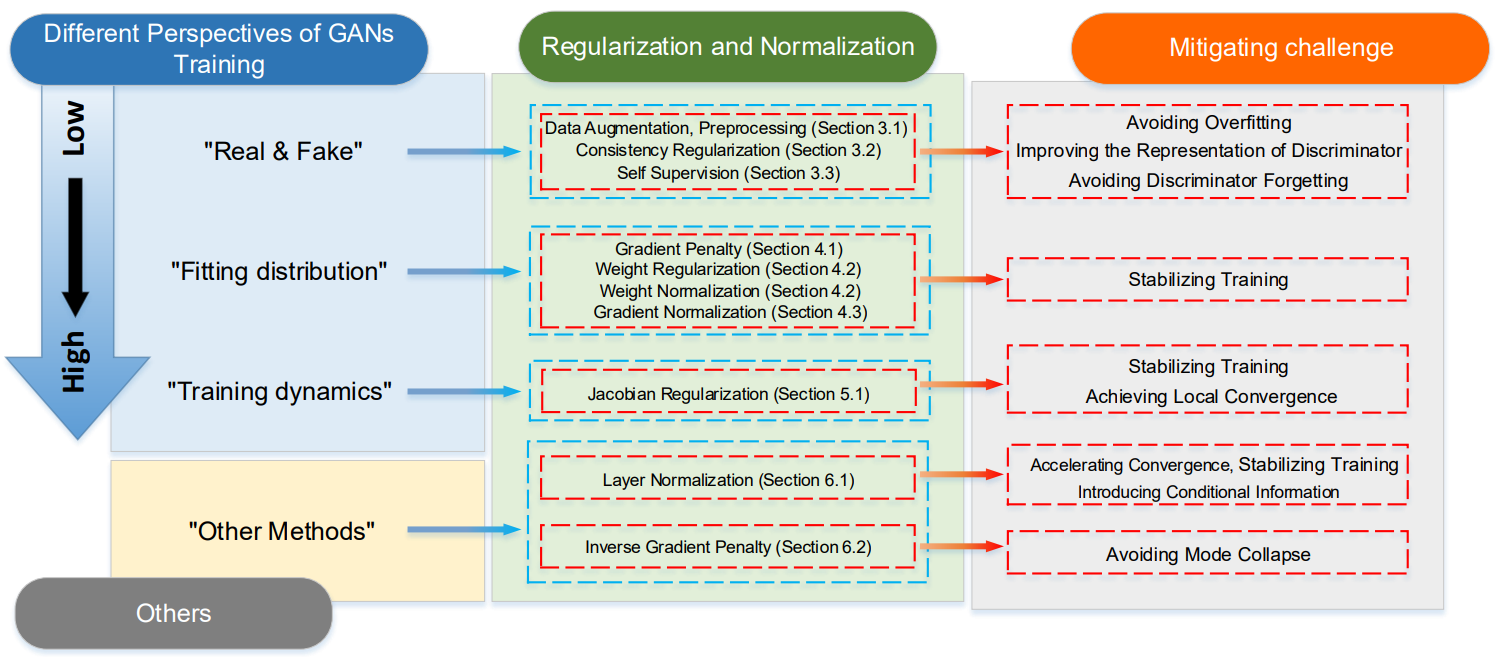 Different Perspectives of GANs
Training
Regularization and Normalization
Mitigating challenge
Low
High
"Real & Fake"
Data Augmentation, Preprocessing (Section 3.1)
Consistency Regularization (Section 3.2)
Self Supervision (Section 3.3)
Avoiding Overfitting
Improving the Representation of Discriminator
Avoiding Discriminator Forgetting
"Fitting distribution"
Gradient Penalty (Section 4.1)
Weight Regularization (Section 4.2)
Weight Normalization (Section 4.2)
Gradient Normalization (Section 4.3)
Stabilizing Training
"Training dynamics"
Jacobian Regularization (Section 5.1)
Stabilizing Training
Achieving Local Convergence
"Other Methods"
Layer Normalization (Section 6.1)
Accelerating Convergence, Stabilizing Training
Introducing Conditional Information
Inverse Gradient Penalty (Section 6.2)
Avoiding Mode Collapse
Others